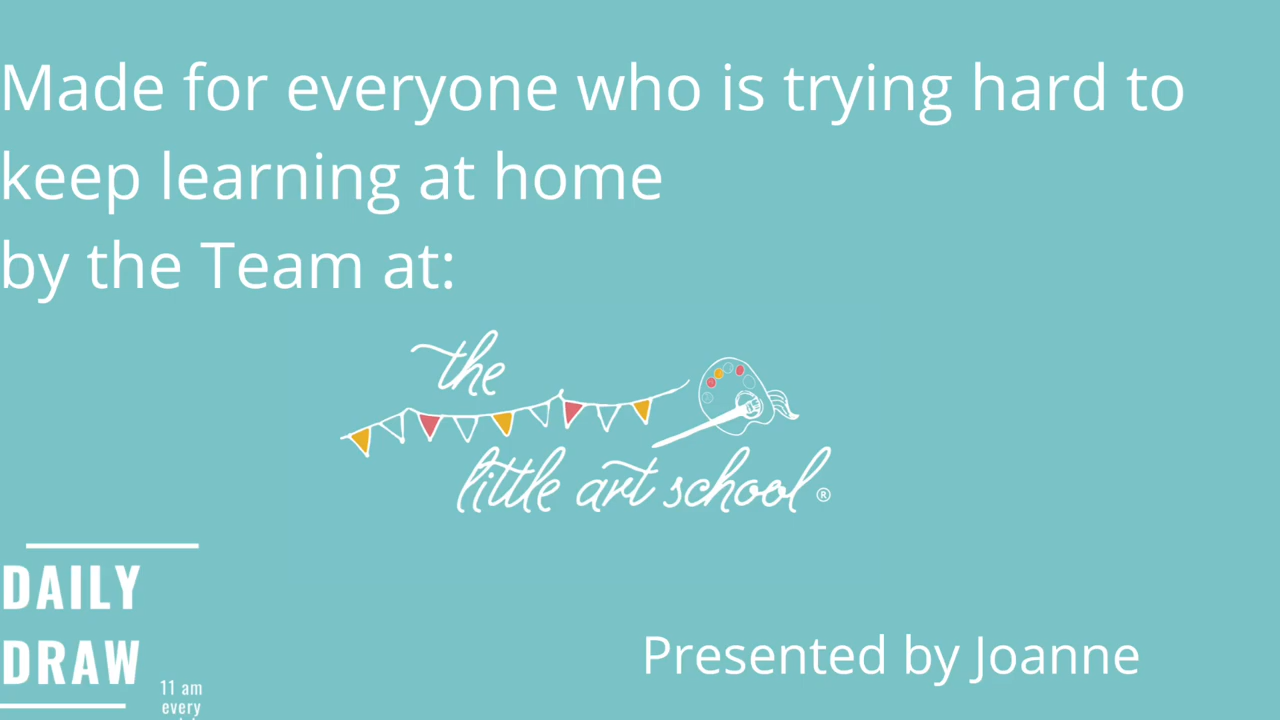 Made for everyone who is trying hard to
keep learning at home
by the Team at:
the
little art school ®
DAILY
DRAW
11 am
every
Presented by Joanne